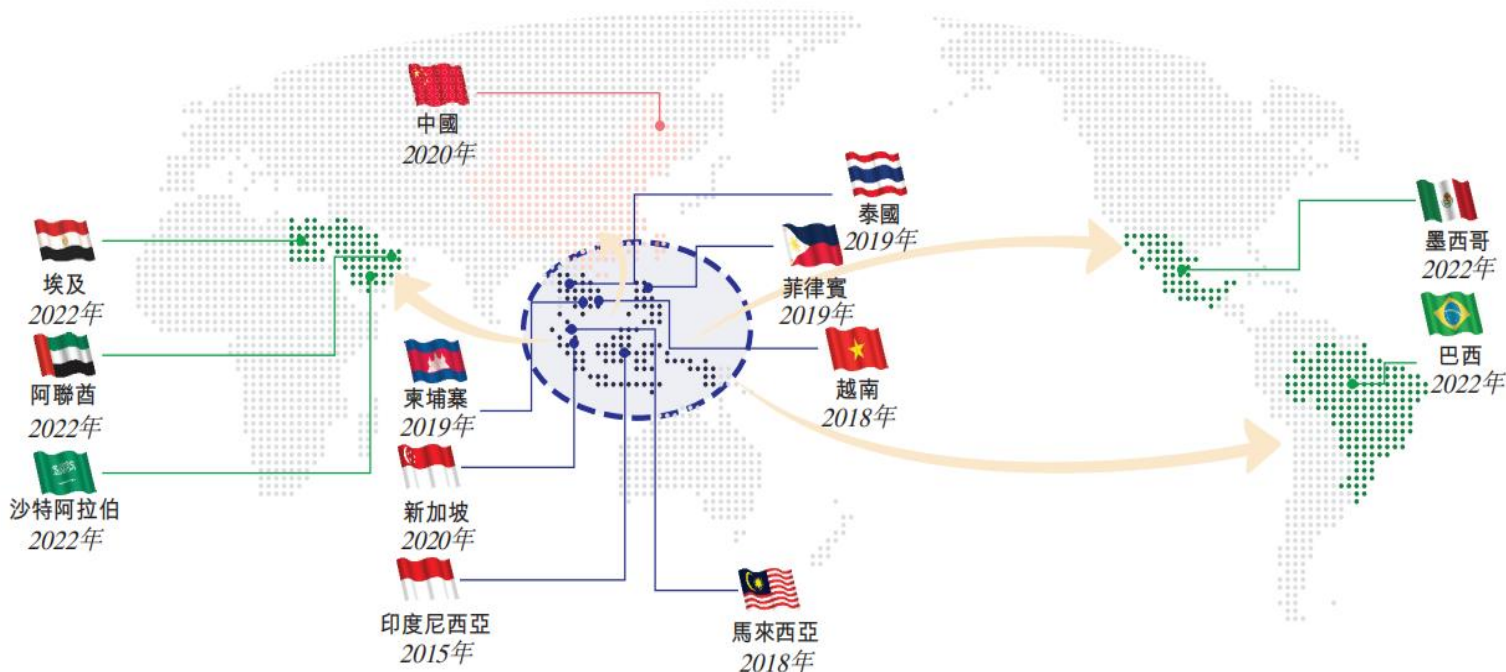 中國
2020年
泰國
2019年
菲律賓
2019年
越南
2018年
埃及
2022年
阿聯酋
2022年
沙特阿拉伯
2022年
柬埔寨
2019年
新加坡
2020年
印度尼西亞
2015年
馬來西亞
2018年
墨西哥
2022年
巴西
2022年